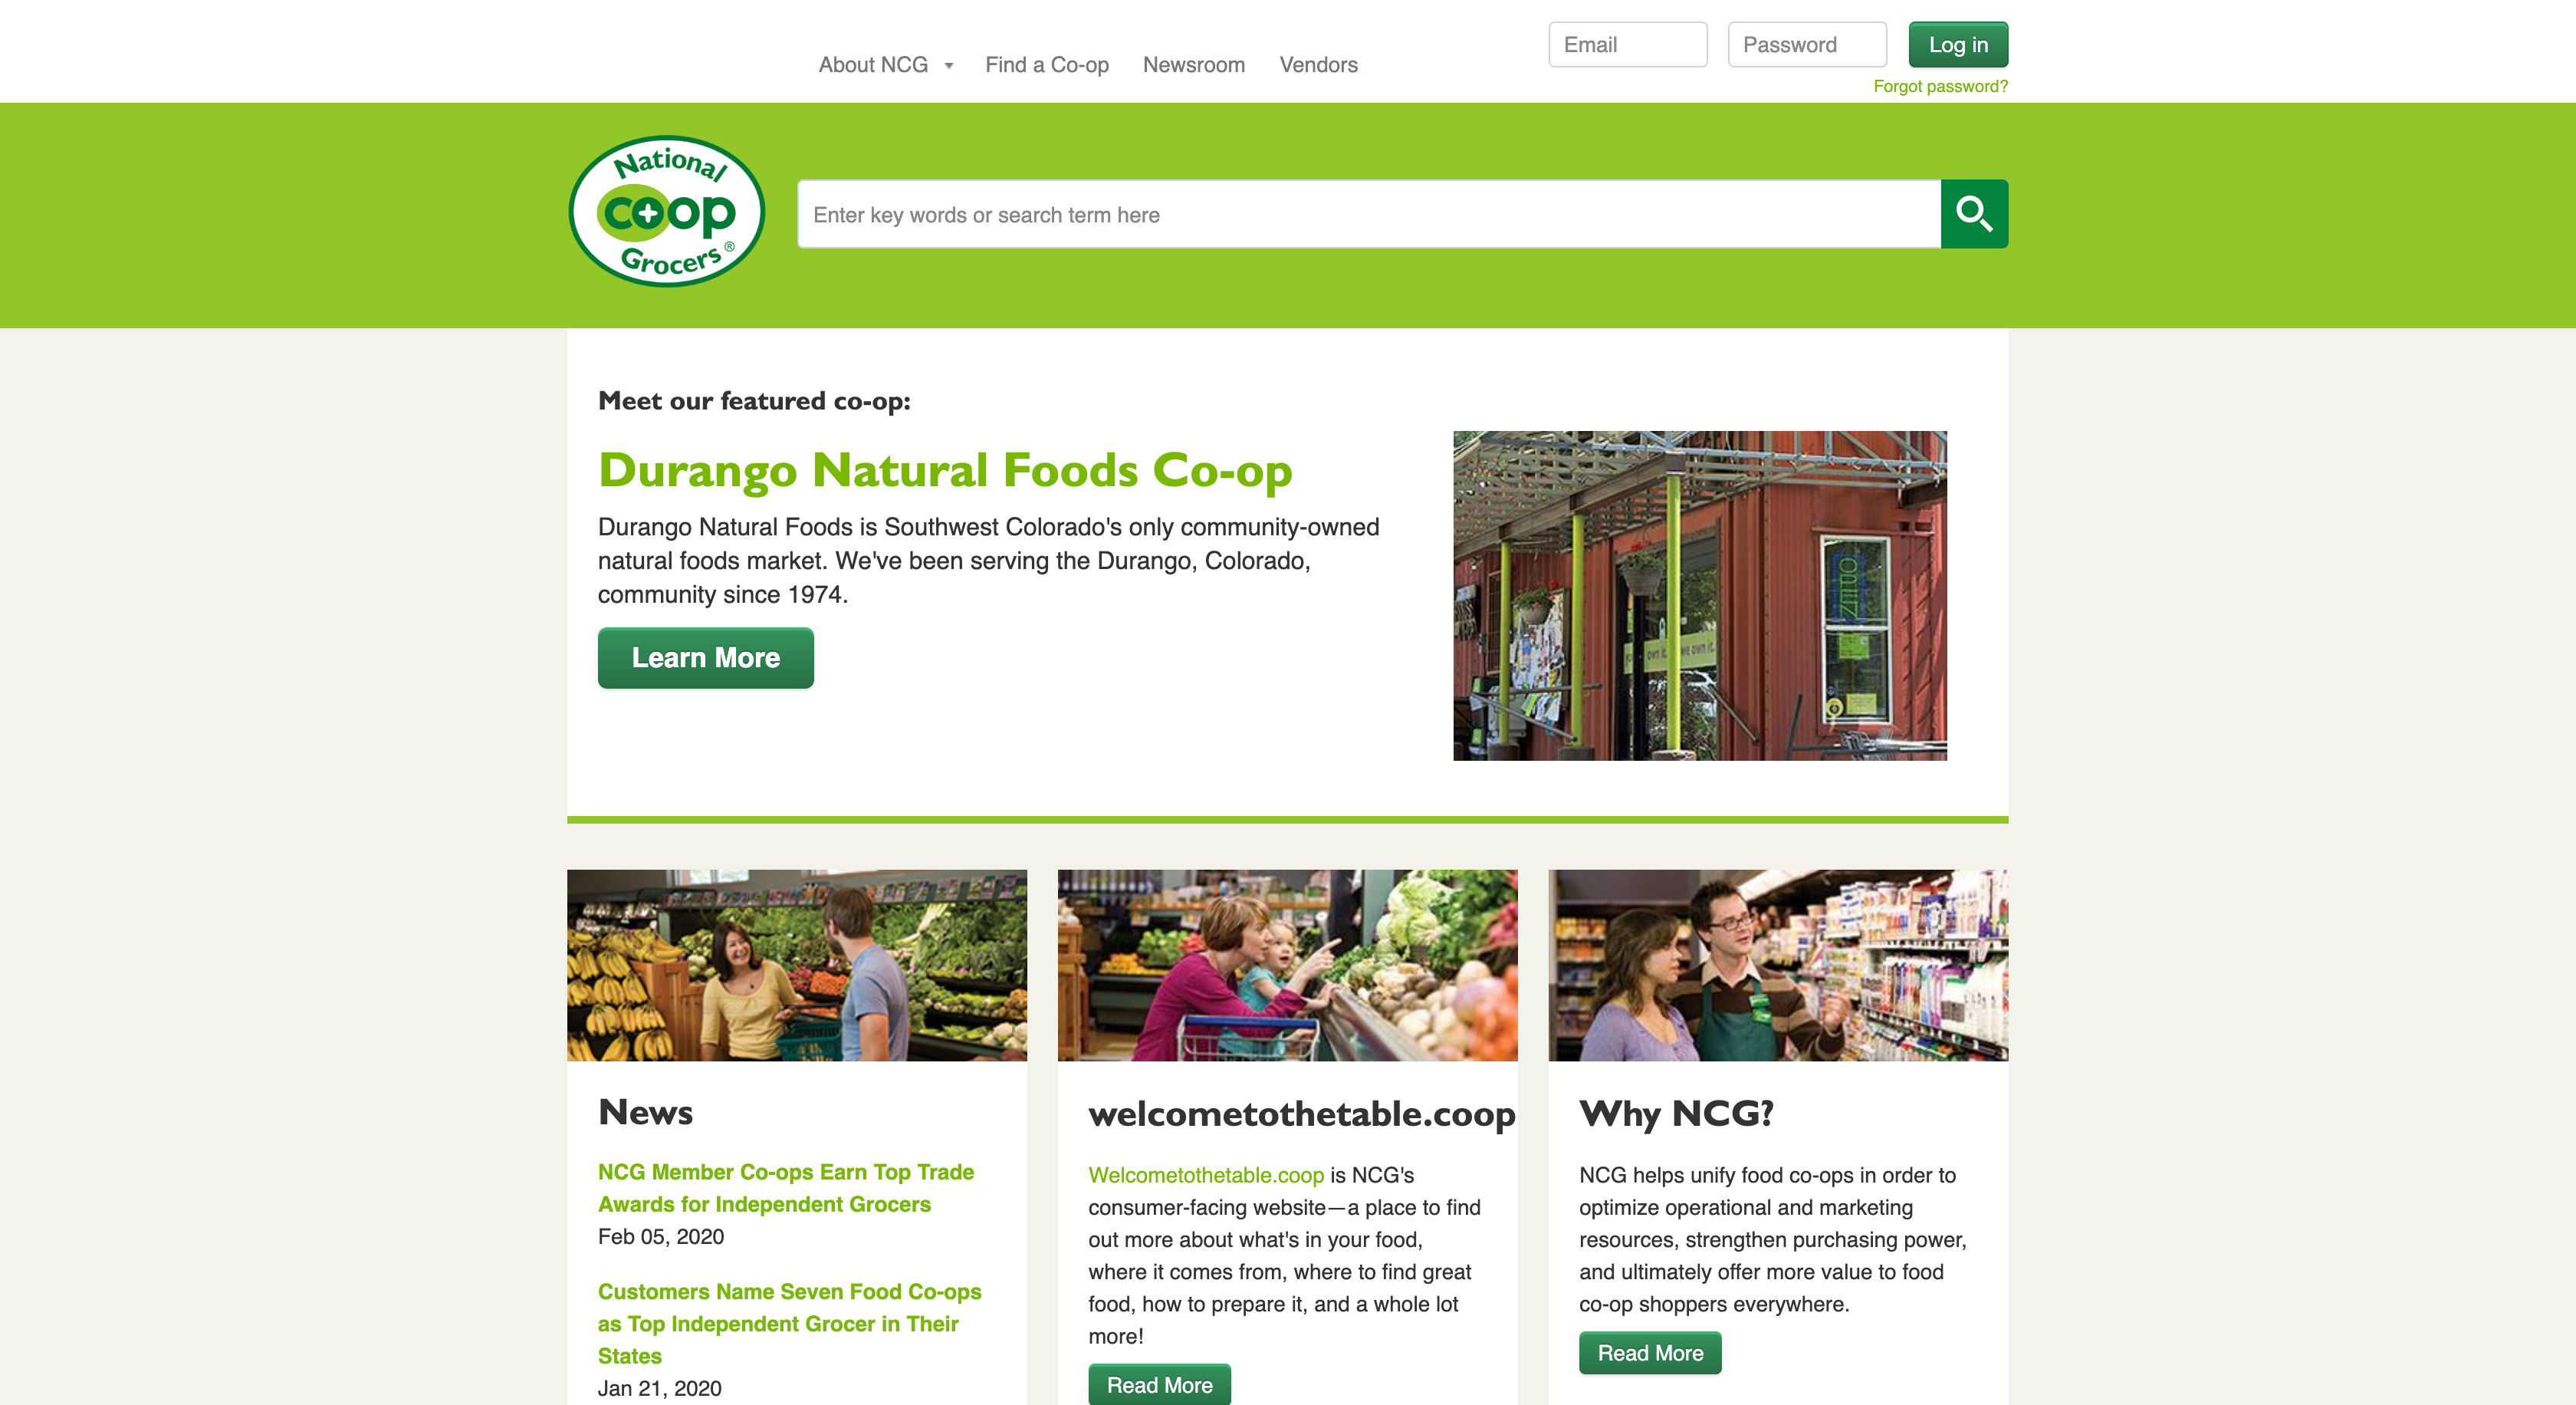 About NCG
Find a Co-op
Newsroom
Vendors
Email
Password
Log in
Forgot password?
National
co+op
Grocers®
Enter key words or search term here
Meet our featured co-op:
Durango Natural Foods Co-op
Durango Natural Foods is Southwest Colorado's only community-owned
natural foods market. We've been serving the Durango, Colorado,
community since 1974.
Learn More
own it. we own it.
News
NCG Member Co-ops Earn Top Trade
Awards for Independent Grocers
Feb 05, 2020
Customers Name Seven Food Co-ops
as Top Independent Grocer in Their
States
Jan 21, 2020
welcometothetable.coop
Welcometothetable.coop is NCG's
consumer-facing website—a place to find
out more about what's in your food,
where it comes from, where to find great
food, how to prepare it, and a whole lot
more!
Read More
Why NCG?
NCG helps unify food co-ops in order to
optimize operational and marketing
resources, strengthen purchasing power,
and ultimately offer more value to food
co-op shoppers everywhere.
Read More